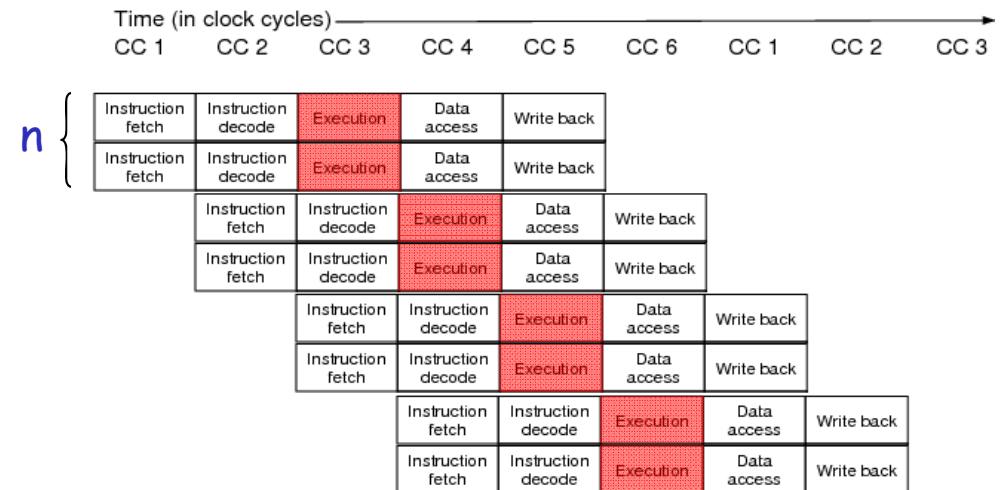 Time (in clock cycles)
CC 1 CC 2 CC 3 CC 4 CC 5 CC 6 CC 1 CC 2 CC 3
n
Instruction Instruction Execution Data Write back
fetch decode access
Instruction Instruction Execution Data Write back
fetch decode access
Instruction Instruction Execution Data Write back
fetch decode access
Instruction Instruction Execution Data Write back
fetch decode access
Instruction Instruction Execution Data Write back
fetch decode access
Instruction Instruction Execution Data Write back
fetch decode access
Instruction Instruction Execution Data Write back
fetch decode access
Instruction Instruction Execution Data Write back
fetch decode access